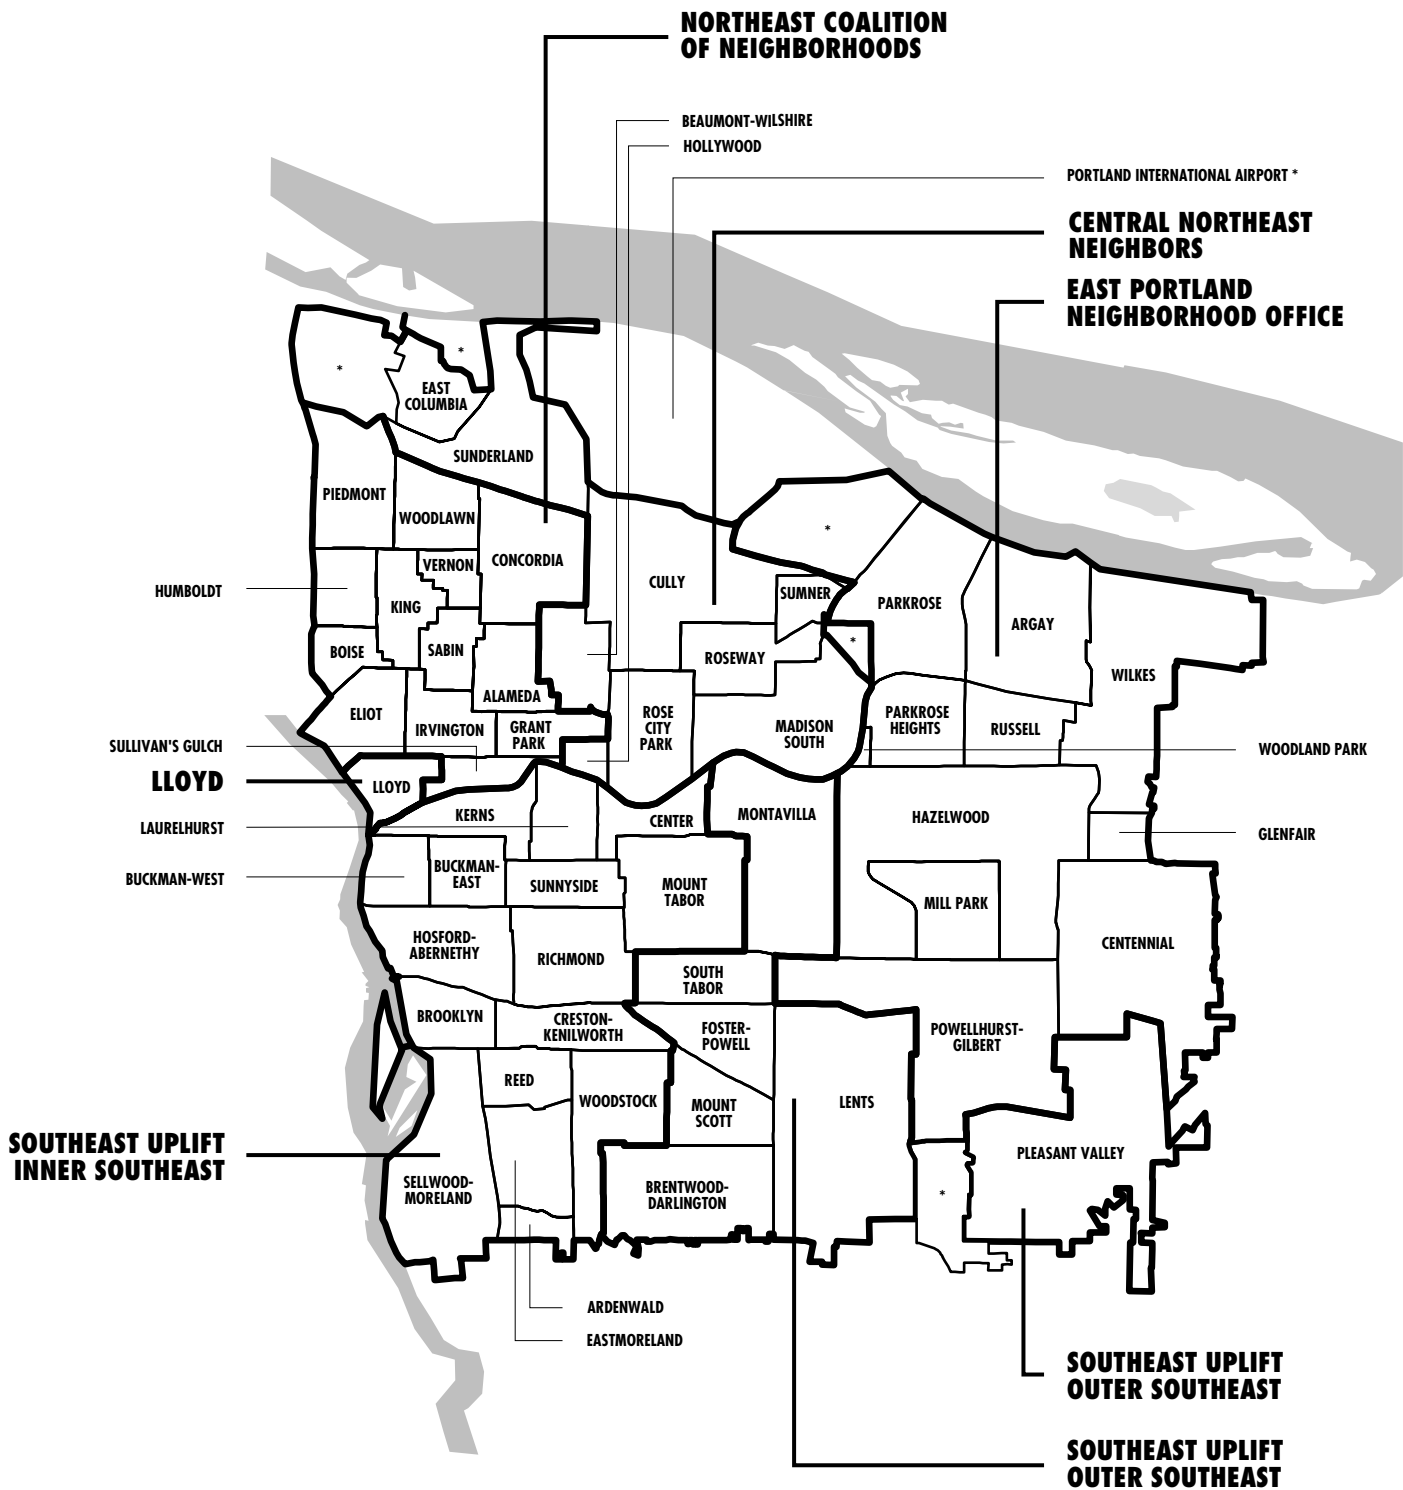 NORTHEAST COALITION
OF NEIGHBORHOODS
BEAUMONT-WILSHIRE
HOLLYWOOD
PORTLAND INTERNATIONAL AIRPORT *
CENTRAL NORTHEAST
NEIGHBORS
EAST PORTLAND
NEIGHBORHOOD OFFICE
*
*
EAST
COLUMBIA
SUNDERLAND
PIEDMONT
WOODLAWN
*
CONCORDIA
VERNON
CULLY
HUMBOLDT
KING
SUMNER
PARKROSE
ARGAY
BOISE
SABIN
ROSEWAY
*
WILKES
ALAMEDA
ELIOT
IRVINGTON
GRANT
PARK
ROSE
CITY
PARK
MADISON
SOUTH
PARKROSE
HEIGHTS
RUSSELL
SULLIVAN'S GULCH
WOODLAND PARK
LLOYD
LLOYD
KERNS
CENTER
MONTAVILLA
HAZELWOOD
LAURELHURST
GLENFAIR
BUCKMAN-WEST
BUCKMAN-
EAST
SUNNYSIDE
MOUNT
TABOR
MILL PARK
HOSFORD-
ABERNETHY
RICHMOND
CENTENNIAL
SOUTH
TABOR
BROOKLYN
CRESTON-
KENILWORTH
FOSTER-
POWELL
POWELLHURST-
GILBERT
REED
WOODSTOCK
MOUNT
SCOTT
LENTS
SOUTHEAST UPLIFT
INNER SOUTHEAST
PLEASANT VALLEY
SELLWOOD-
MORELAND
BRENTWOOD-
DARLINGTON
*
ARDENWALD
EASTMORELAND
SOUTHEAST UPLIFT
OUTER SOUTHEAST
SOUTHEAST UPLIFT
OUTER SOUTHEAST